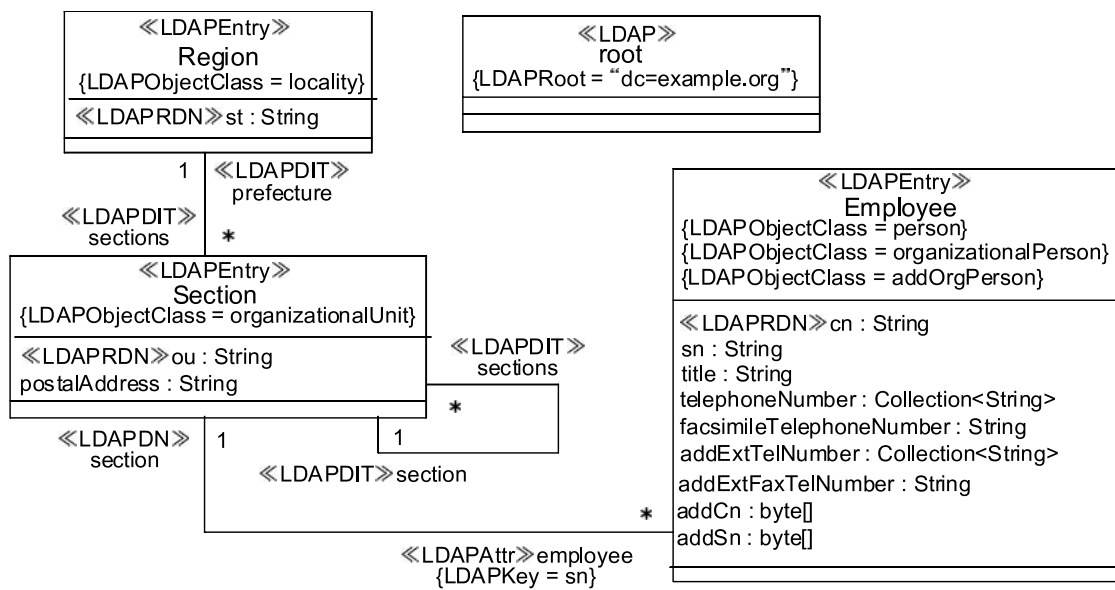 ≪LDAPEntry≫
Region
{LDAPObjectClass = locality}
≪LDAPRDN≫st : String
≪LDAP≫
root
{LDAPRoot = “dc=example.org”}
1
≪LDAPDIT≫
prefecture
≪LDAPDIT≫
sections
*
≪LDAPEntry≫
Section
{LDAPObjectClass = organizationalUnit}
≪LDAPRDN≫ou : String
postalAddress : String
≪LDAPDIT≫
sections
*
1
≪LDAPDIT≫section
≪LDAPDN≫
section
1
*
≪LDAPAttr≫employee
{LDAPKey = sn}
≪LDAPEntry≫
Employee
{LDAPObjectClass = person}
{LDAPObjectClass = organizationalPerson}
{LDAPObjectClass = addOrgPerson}
≪LDAPRDN≫cn : String
sn : String
title : String
telephoneNumber : Collection<String>
facsimileTelephoneNumber : String
addExtTelNumber : Collection<String>
addExtFaxTelNumber : String
addCn : byte[]
addSn : byte[]